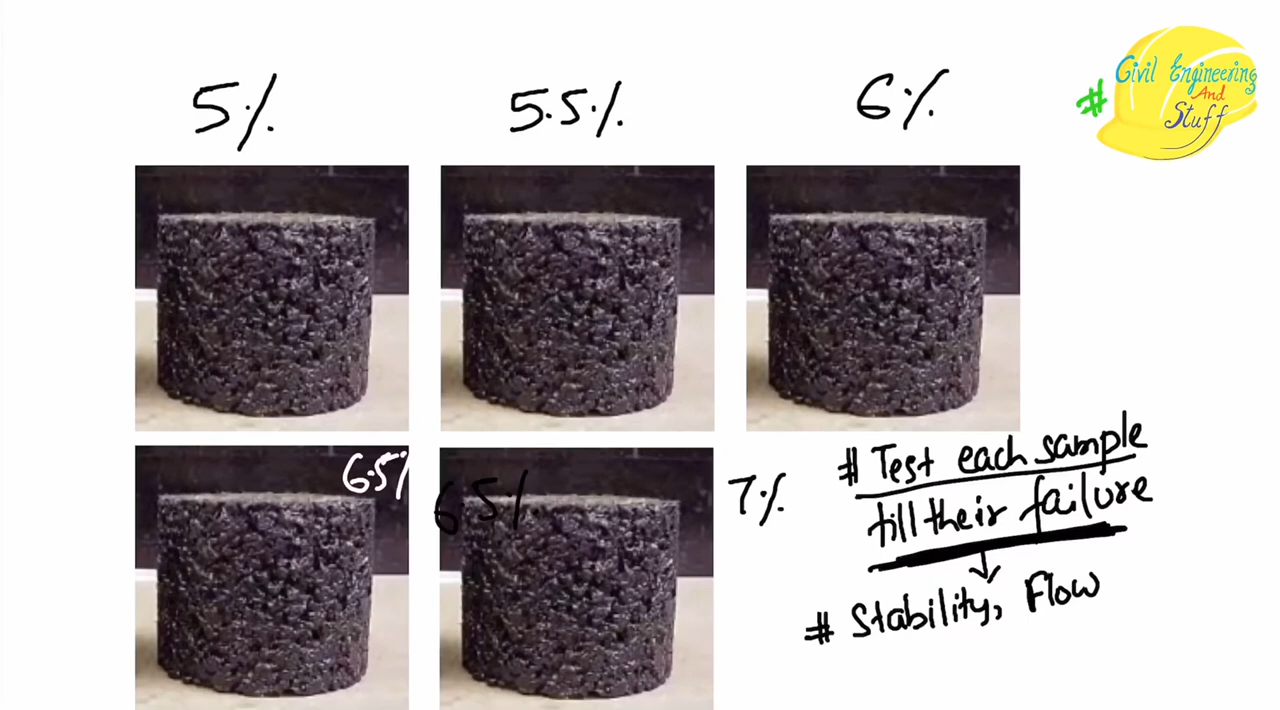 5% 5.5% 6%
# Civil Engineering
And
Stuff
6.5% 6.5% 7%
# Test each sample
till their failure
# Stability, Flow